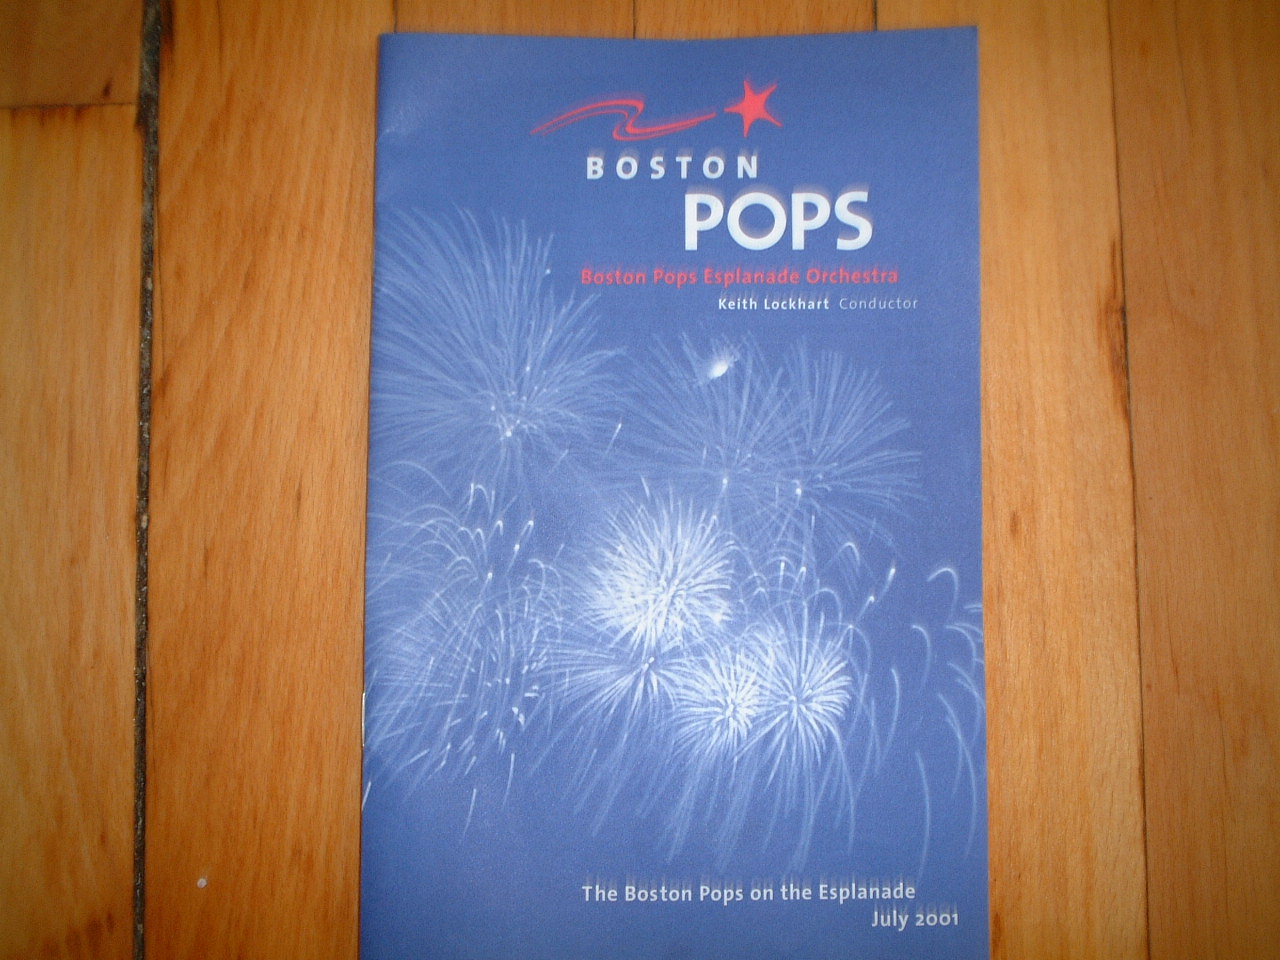 BOSTON
POPS
Boston Pops Esplanade Orchestra
Keith Lockhart Conductor
The Boston Pops on the Esplanade
July 2001